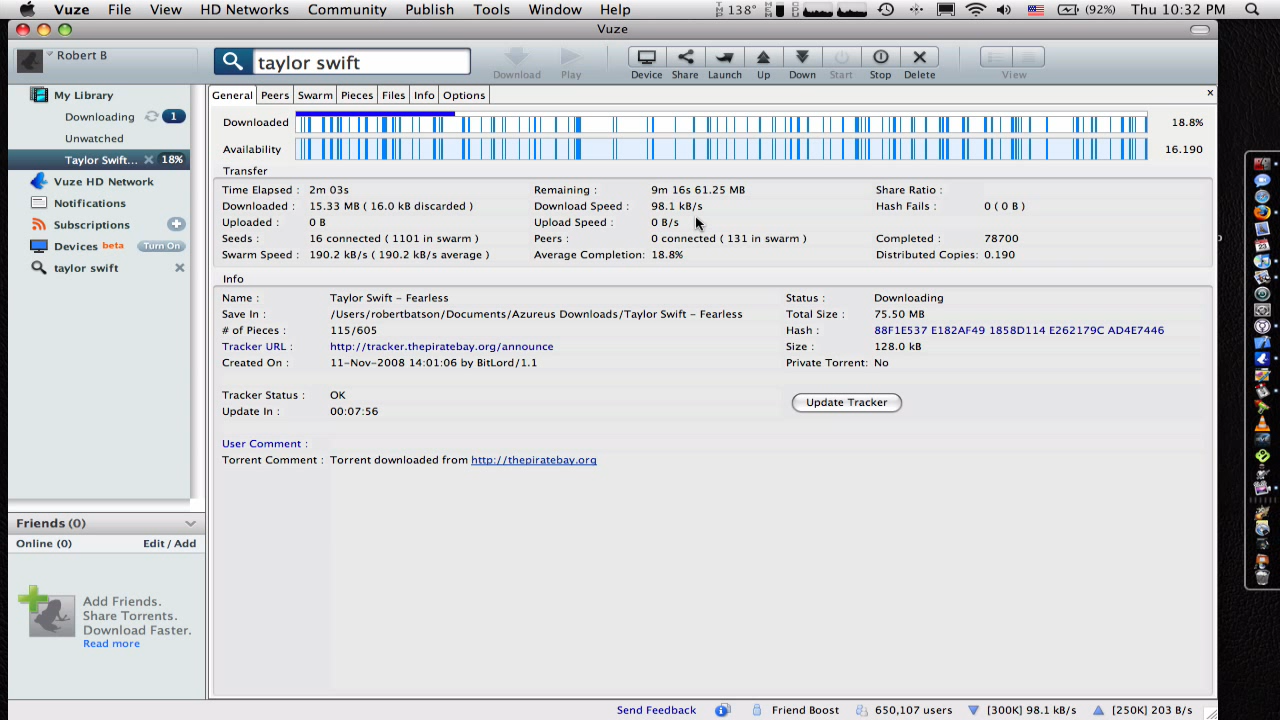 Vuze File View HD Networks Community Publish Tools Window Help 138° (92%) Thu 10:32 PM
Vuze
Robert B
taylor swift
Download Play Device Share Launch Up Down Start Stop Delete View
My Library
Downloading 1
Unwatched
Taylor Swift... 18%
Vuze HD Network
Notifications
Subscriptions
Devices beta Turn On
taylor swift
General Peers Swarm Pieces Files Info Options
Downloaded 18.8%
Availability 16.190
Transfer
Time Elapsed : 2m 03s Remaining : 9m 16s 61.25 MB Share Ratio :
Downloaded : 15.33 MB ( 16.0 kB discarded ) Download Speed : 98.1 kB/s Hash Fails : 0 ( 0 B )
Uploaded : 0 B Upload Speed : 0 B/s
Seeds : 16 connected ( 1101 in swarm ) Peers : 0 connected ( 131 in swarm ) Completed : 78700
Swarm Speed : 190.2 kB/s ( 190.2 kB/s average ) Average Completion: 18.8% Distributed Copies: 0.190
Info
Name : Taylor Swift – Fearless Status : Downloading
Save In : /Users/robertbatson/Documents/Azureus Downloads/Taylor Swift – Fearless Total Size : 75.50 MB
# of Pieces : 115/605 Hash : 88F1E537 E182AF49 1858D114 E262179C AD4E7446
Tracker URL : http://tracker.thepiratebay.org/announce Size : 128.0 kB
Created On : 11-Nov-2008 14:01:06 by BitLord/1.1 Private Torrent: No
Tracker Status : OK
Update In : 00:07:56
Update Tracker
User Comment :
Torrent Comment : Torrent downloaded from http://thepiratebay.org
Friends (0)
Online (0) Edit / Add
Add Friends.
Share Torrents.
Download Faster.
Read more
Send Feedback Friend Boost 650,107 users [300K] 98.1 kB/s [250K] 203 B/s